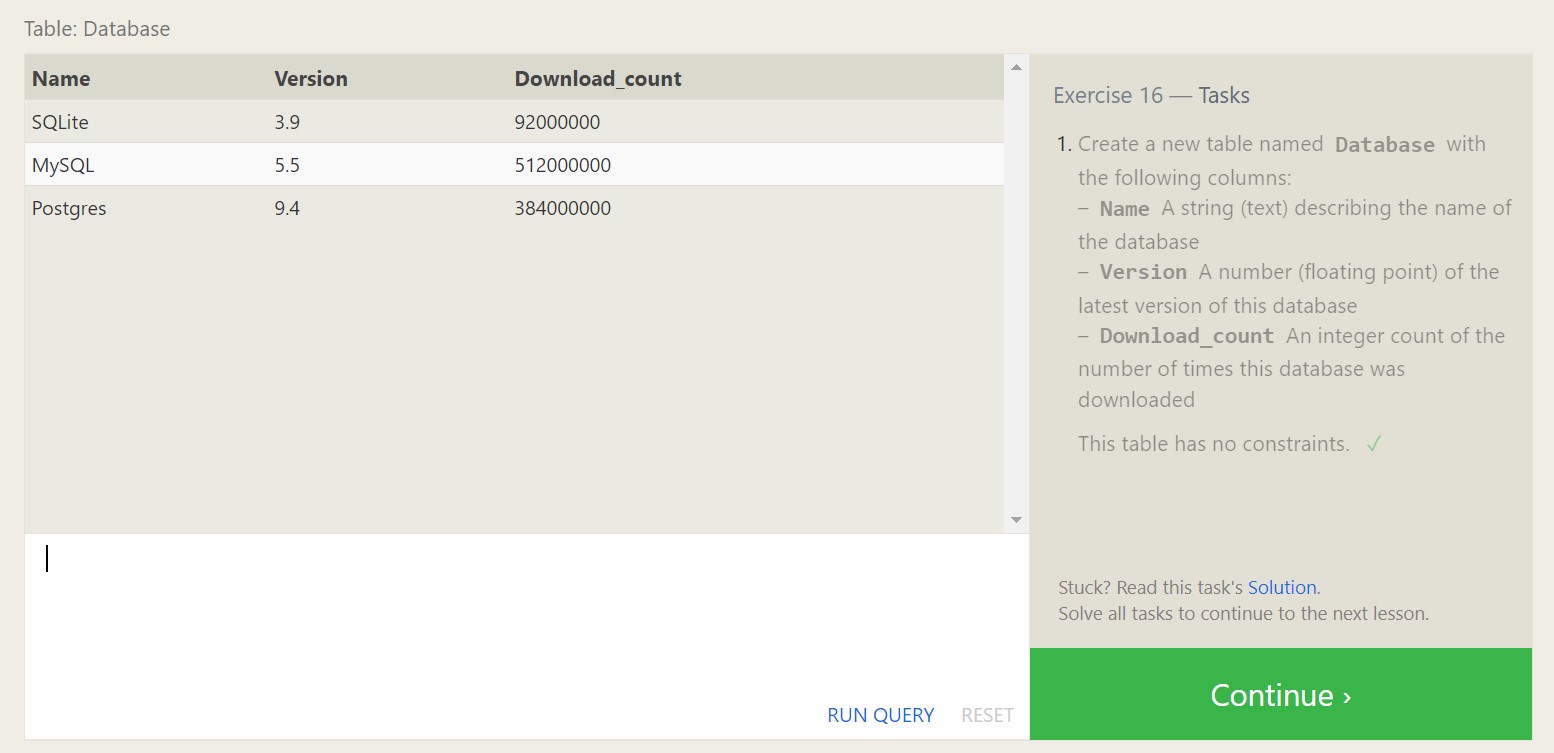 Table: Database
Name Version Download_count
SQLite 3.9 92000000
MySQL 5.5 512000000
Postgres 9.4 384000000
RUN QUERY RESET
Exercise 16 — Tasks
1. Create a new table named Database with
the following columns:
– Name A string (text) describing the name of
the database
– Version A number (floating point) of the
latest version of this database
– Download_count An integer count of the
number of times this database was
downloaded
This table has no constraints. ✓
Stuck? Read this task's Solution.
Solve all tasks to continue to the next lesson.
Continue ›